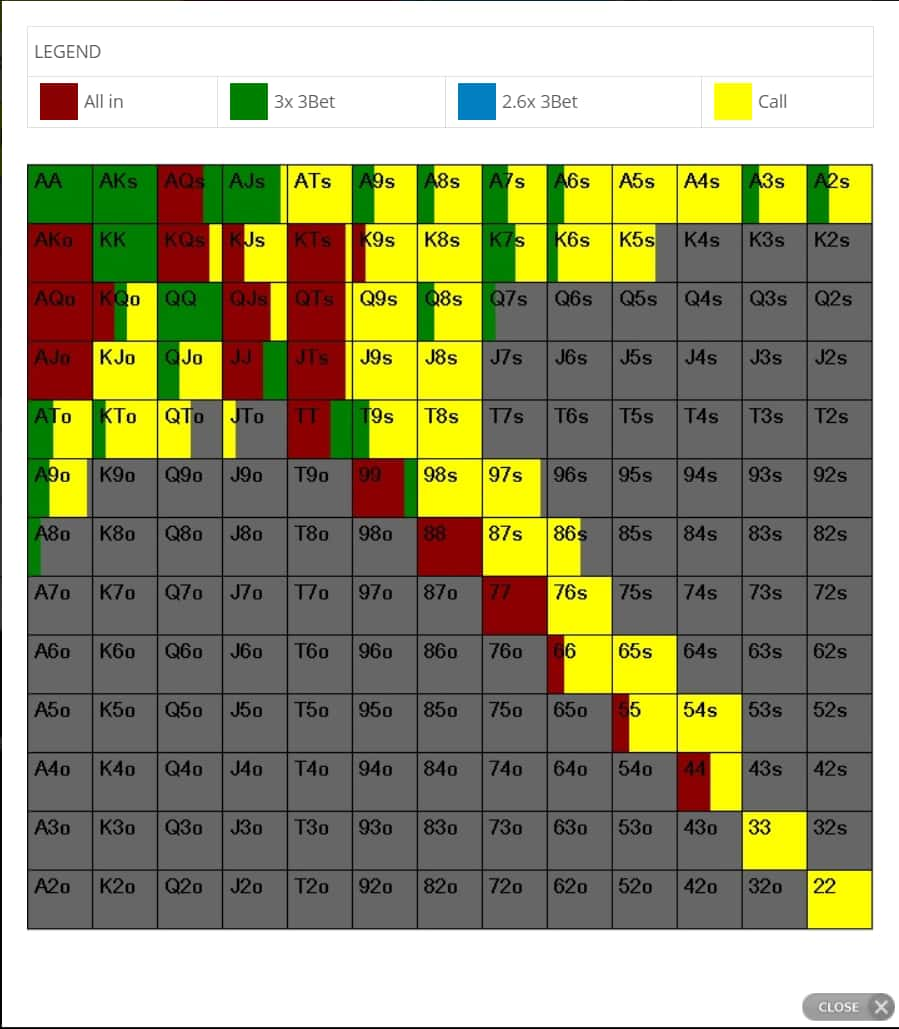 LEGEND
All in 3x 3Bet 2.6x 3Bet Call
AA AKs AQs AJs ATs A9s A8s A7s A6s A5s A4s A3s A2s
AKo KK KQs KJs KTs K9s K8s K7s K6s K5s K4s K3s K2s
AQo KQo QQ QJs QTs Q9s Q8s Q7s Q6s Q5s Q4s Q3s Q2s
AJo KJo QJo JJ JTs J9s J8s J7s J6s J5s J4s J3s J2s
ATo KTo QTo JTo TT T9s T8s T7s T6s T5s T4s T3s T2s
A9o K9o Q9o J9o T9o 99 98s 97s 96s 95s 94s 93s 92s
A8o K8o Q8o J8o T8o 98o 88 87s 86s 85s 84s 83s 82s
A7o K7o Q7o J7o T7o 97o 87o 77 76s 75s 74s 73s 72s
A6o K6o Q6o J6o T6o 96o 86o 76o 66 65s 64s 63s 62s
A5o K5o Q5o J5o T5o 95o 85o 75o 65o 55 54s 53s 52s
A4o K4o Q4o J4o T4o 94o 84o 74o 64o 54o 44 43s 42s
A3o K3o Q3o J3o T3o 93o 83o 73o 63o 53o 43o 33 32s
A2o K2o Q2o J2o T2o 92o 82o 72o 62o 52o 42o 32o 22
CLOSE